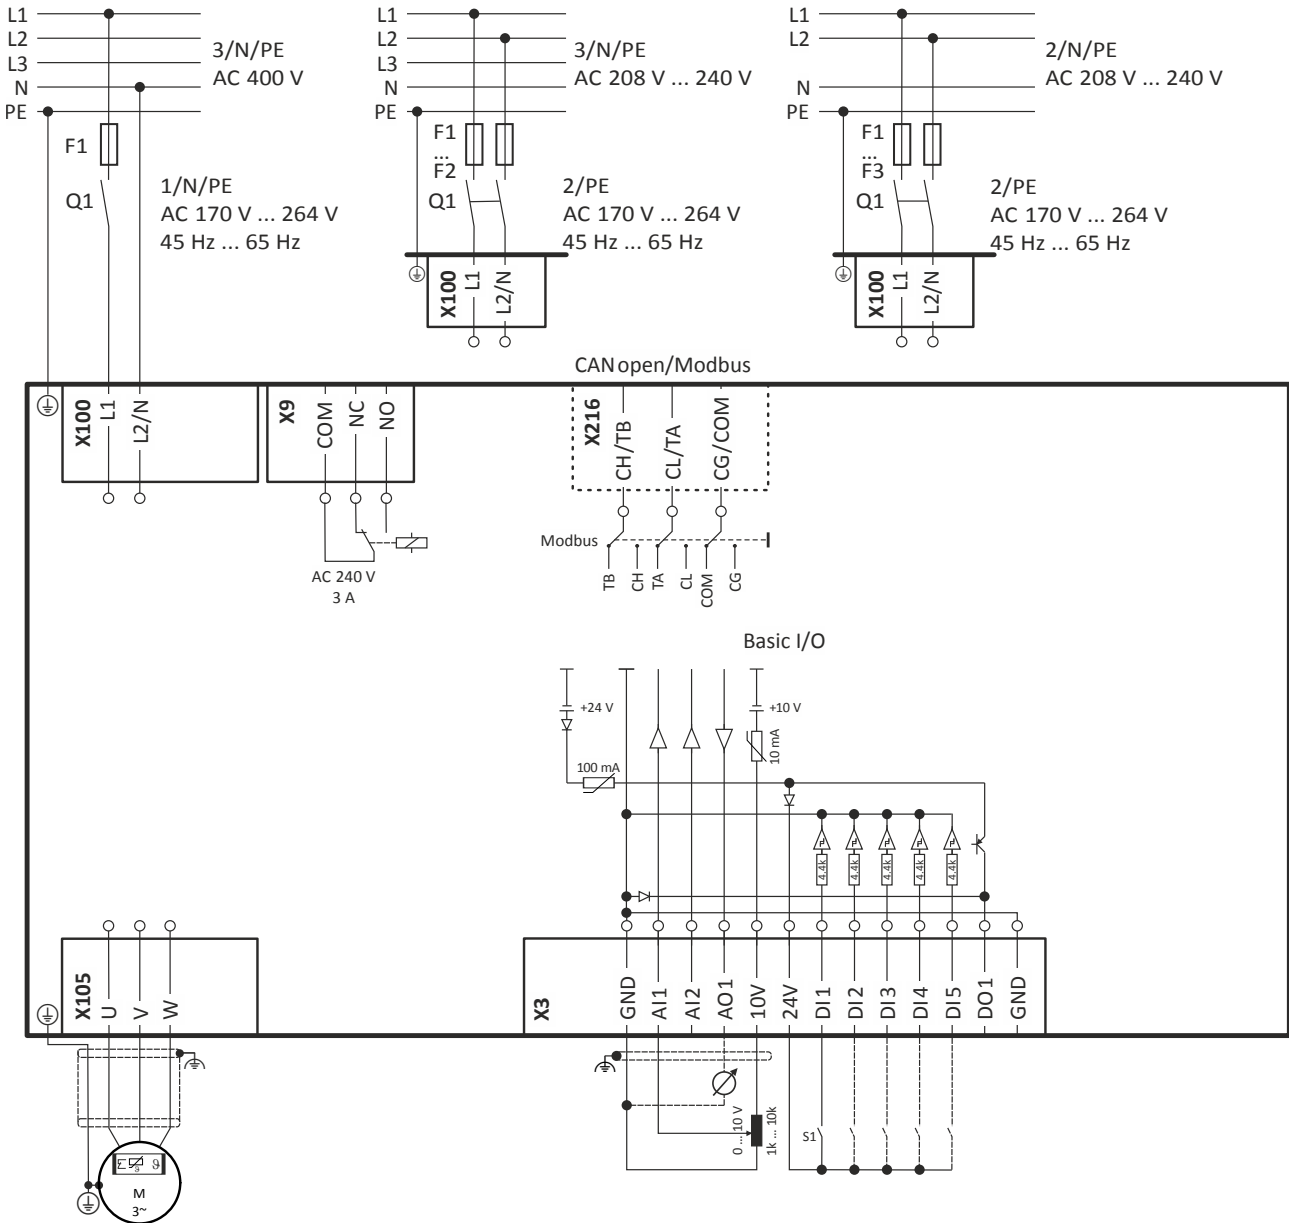 L1
L2
L3
N
PE
3/N/PE
AC 400 V
F1
Q1
1/N/PE
AC 170 V ... 264 V
45 Hz ... 65 Hz
L1
L2
L3
N
PE
3/N/PE
AC 208 V ... 240 V
F1
...
F2
Q1
2/PE
AC 170 V ... 264 V
45 Hz ... 65 Hz
X100
L1
L2/N
L1
L2
N
PE
2/N/PE
AC 208 V ... 240 V
F1
...
F3
Q1
2/PE
AC 170 V ... 264 V
45 Hz ... 65 Hz
X100
L1
L2/N
CANopen/Modbus
X100
L1
L2/N
X9
COM
NC
NO
AC 240 V
3 A
X216
CH/TB
CL/TA
CG/COM
Modbus
TB
CH
TA
CL
COM
CG
Basic I/O
+24 V
+10 V
100 mA
10 mA
4.4k
4.4k
4.4k
4.4k
4.4k
X105
U
V
W
X3
GND
AI1
AI2
AO1
10V
24V
DI1
DI2
DI3
DI4
DI5
DO1
GND
0 ... 10 V
1k ... 10k
S1
ϑ
M
3~